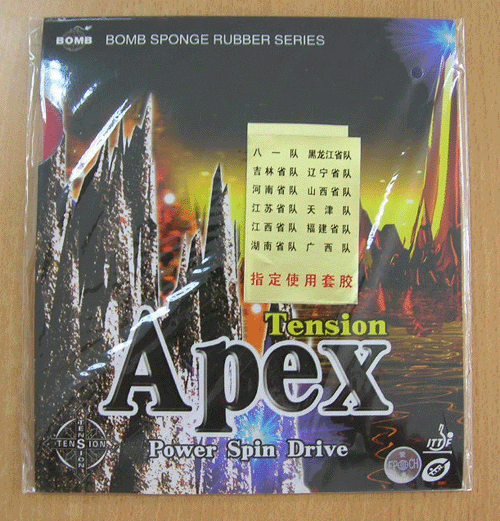 BOMB
BOMB SPONGE RUBBER SERIES
八一队 黑龙江省队
吉林省队 辽宁省队
河南省队 山西省队
江苏省队 天津队
江西省队 福建省队
湖南省队 广西队
指定使用套胶
Tension
Apex
Power Spin Drive
TENSION
TENSION
ITTF